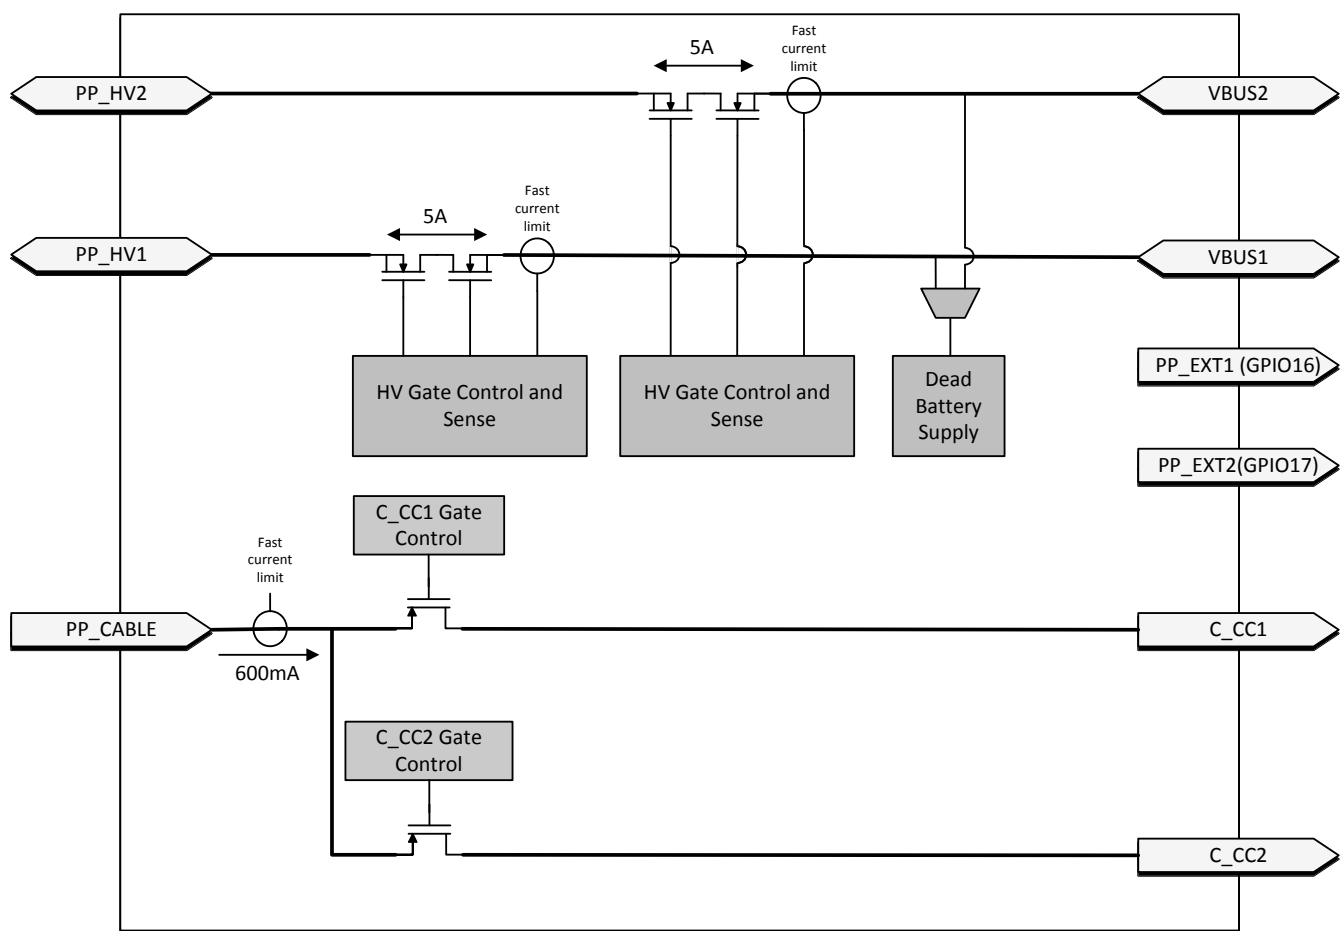 Fast
current
limit
5A
PP_HV2
VBUS2
Fast
current
limit
5A
PP_HV1
VBUS1
HV Gate Control and
Sense
HV Gate Control and
Sense
Dead
Battery
Supply
PP_EXT1 (GPIO16)
PP_EXT2(GPIO17)
C_CC1 Gate
Control
Fast
current
limit
PP_CABLE
600mA
C_CC1
C_CC2 Gate
Control
C_CC2